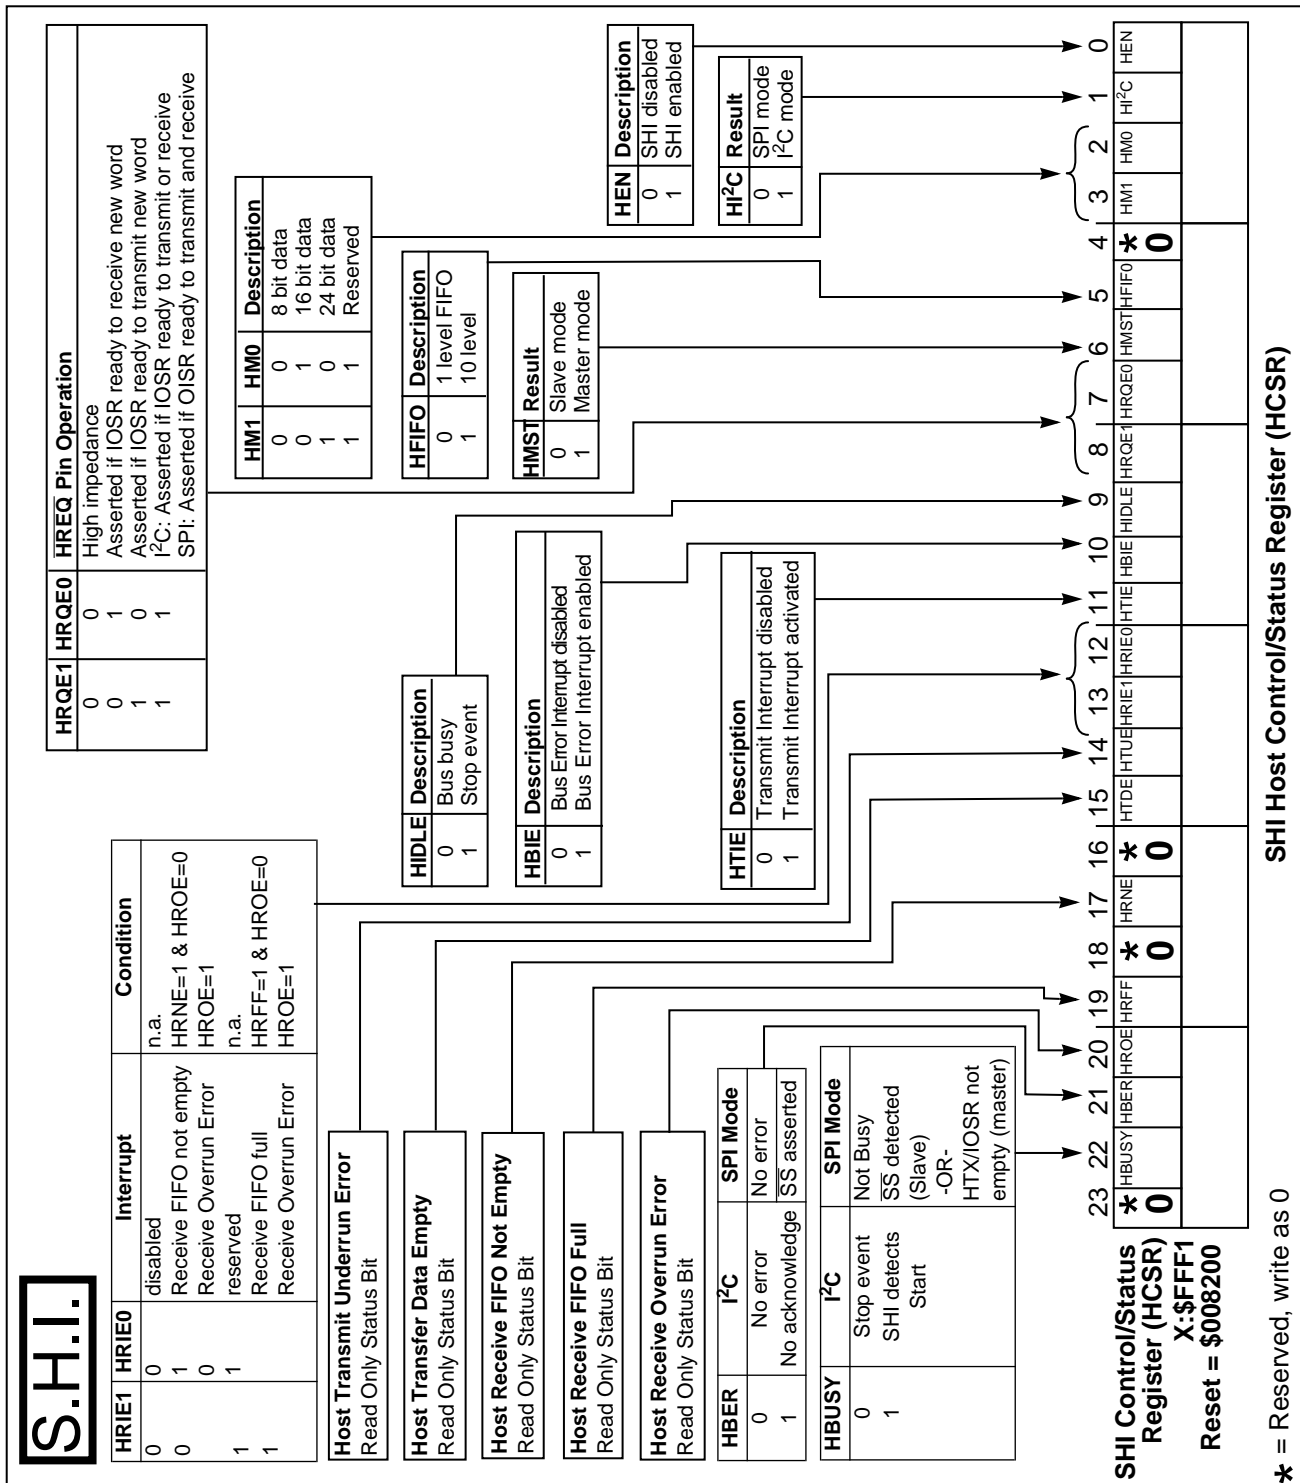 S.H.I.
HRIE1 HRIE0 Interrupt Condition
0 0 disabled n.a.
0 1 Receive FIFO not empty HRNE=1 & HROE=0
Receive Overrun Error HROE=1
1 0 reserved n.a.
1 1 Receive FIFO full HRFF=1 & HROE=0
Receive Overrun Error HROE=1
HRQE1 HRQE0 HREQ Pin Operation
0 0 High impedance
0 1 Asserted if IOSR ready to receive new word
1 0 Asserted if IOSR ready to transmit new word
1 1 I²C: Asserted if IOSR ready to transmit or receive
SPI: Asserted if OISR ready to transmit and receive
Host Transmit Underrun Error
Read Only Status Bit
Host Transfer Data Empty
Read Only Status Bit
Host Receive FIFO Not Empty
Read Only Status Bit
Host Receive FIFO Full
Read Only Status Bit
Host Receive Overrun Error
Read Only Status Bit
HM1 HM0 Description
0 0 8 bit data
0 1 16 bit data
1 0 24 bit data
1 1 Reserved
HIDLE Description
0 Bus busy
1 Stop event
HFIFO Description
0 1 level FIFO
1 10 level
HBIE Description
0 Bus Error Interrupt disabled
1 Bus Error Interrupt enabled
HMST Result
0 Slave mode
1 Master mode
HEN Description
0 SHI disabled
1 SHI enabled
HBER I²C SPI Mode
0 No error No error
1 No acknowledge SS asserted
HTIE Description
0 Transmit Interrupt disabled
1 Transmit Interrupt activated
HI²C Result
0 SPI mode
1 I²C mode
HBUSY I²C SPI Mode
0 Stop event Not Busy
1 SHI detects SS detected
Start (Slave)
-OR-
HTX/IOSR not
empty (master)
23 22 21 20 19 18 17 16 15 14 13 12 11 10 9 8 7 6 5 4 3 2 1 0
* HBUSY HBER HROE HRFF * HRNE * HTDE HTUE HRIE1 HRIE0 HTIE HBIE HIDLE HRQE1 HRQE0 HMST HFIF0 * HM1 HM0 HI²C HEN
0 0 0 0
SHI Control/Status
Register (HCSR)
X:$FFF1
Reset = $008200
SHI Host Control/Status Register (HCSR)
* = Reserved, write as 0